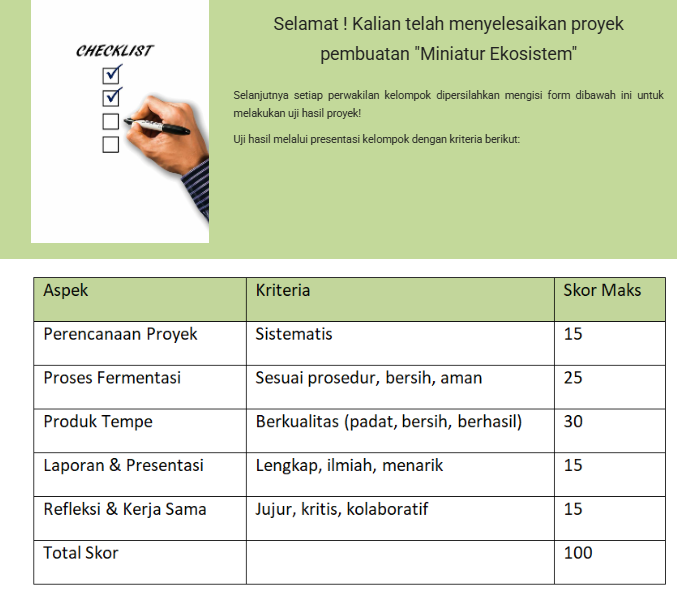 CHECKLIST
Selamat ! Kalian telah menyelesaikan proyek
pembuatan "Miniatur Ekosistem"
Selanjutnya setiap perwakilan kelompok dipersilahkan mengisi form dibawah ini untuk
melakukan uji hasil proyek!
Uji hasil melalui presentasi kelompok dengan kriteria berikut:
Aspek Kriteria Skor Maks
Perencanaan Proyek Sistematis 15
Proses Fermentasi Sesuai prosedur, bersih, aman 25
Produk Tempe Berkualitas (padat, bersih, berhasil) 30
Laporan & Presentasi Lengkap, ilmiah, menarik 15
Refleksi & Kerja Sama Jujur, kritis, kolaboratif 15
Total Skor 100